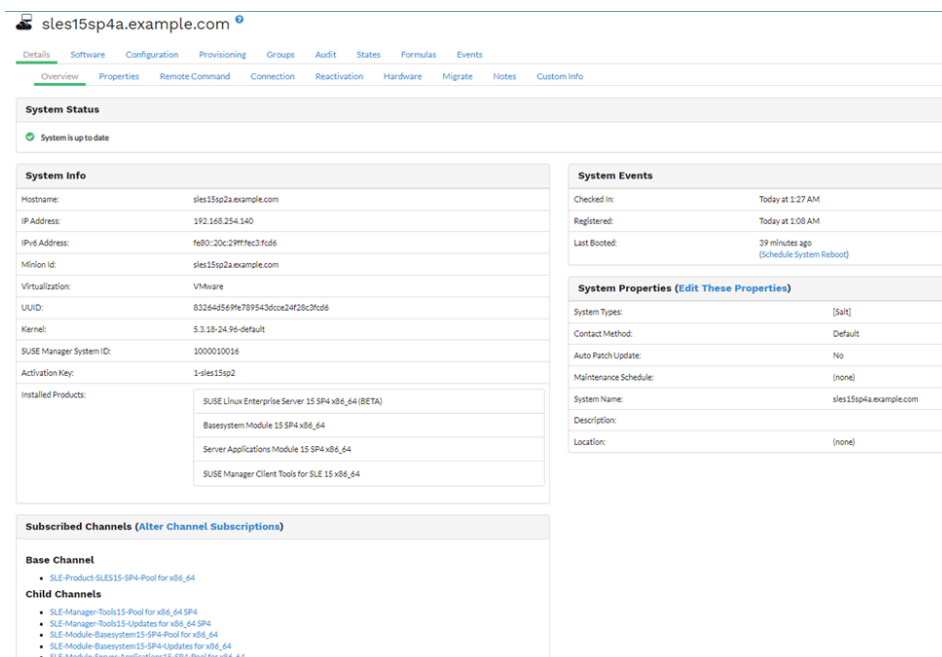 sles15sp4a.example.com ?
Details Software Configuration Provisioning Groups Audit States Formulas Events
Overview Properties Remote Command Connection Reactivation Hardware Migrate Notes Custom Info
System Status
System is up to date
System Info
Hostname: sles15sp2a.example.com
IP Address: 192.168.254.140
IPv6 Address: fe80::20c:29ff:fec3:fcd6
Minion Id: sles15sp2a.example.com
Virtualization: VMware
UUID: 83264d569fe789543dcce24f28c3fcd6
Kernel: 5.3.18-24.96-default
SUSE Manager System ID: 1000010016
Activation Key: 1-sles15sp2
Installed Products:
SUSE Linux Enterprise Server 15 SP4 x86_64 (BETA)
Basesystem Module 15 SP4 x86_64
Server Applications Module 15 SP4 x86_64
SUSE Manager Client Tools for SLE 15 x86_64
System Events
Checked In: Today at 1:27 AM
Registered: Today at 1:08 AM
Last Booted: 39 minutes ago
(Schedule System Reboot)
System Properties (Edit These Properties)
System Types: [Salt]
Contact Method: Default
Auto Patch Update: No
Maintenance Schedule: (none)
System Name: sles15sp4a.example.com
Description:
Location: (none)
Subscribed Channels (Alter Channel Subscriptions)
Base Channel
SLE-Product-SLES15-SP4-Pool for x86_64
Child Channels
SLE-Manager-Tools15-Pool for x86_64 SP4
SLE-Manager-Tools15-Updates for x86_64 SP4
SLE-Module-Basesystem15-SP4-Pool for x86_64
SLE-Module-Basesystem15-SP4-Updates for x86_64
SLE-Module-Server-Applications15-SP4-Pool for x86_64